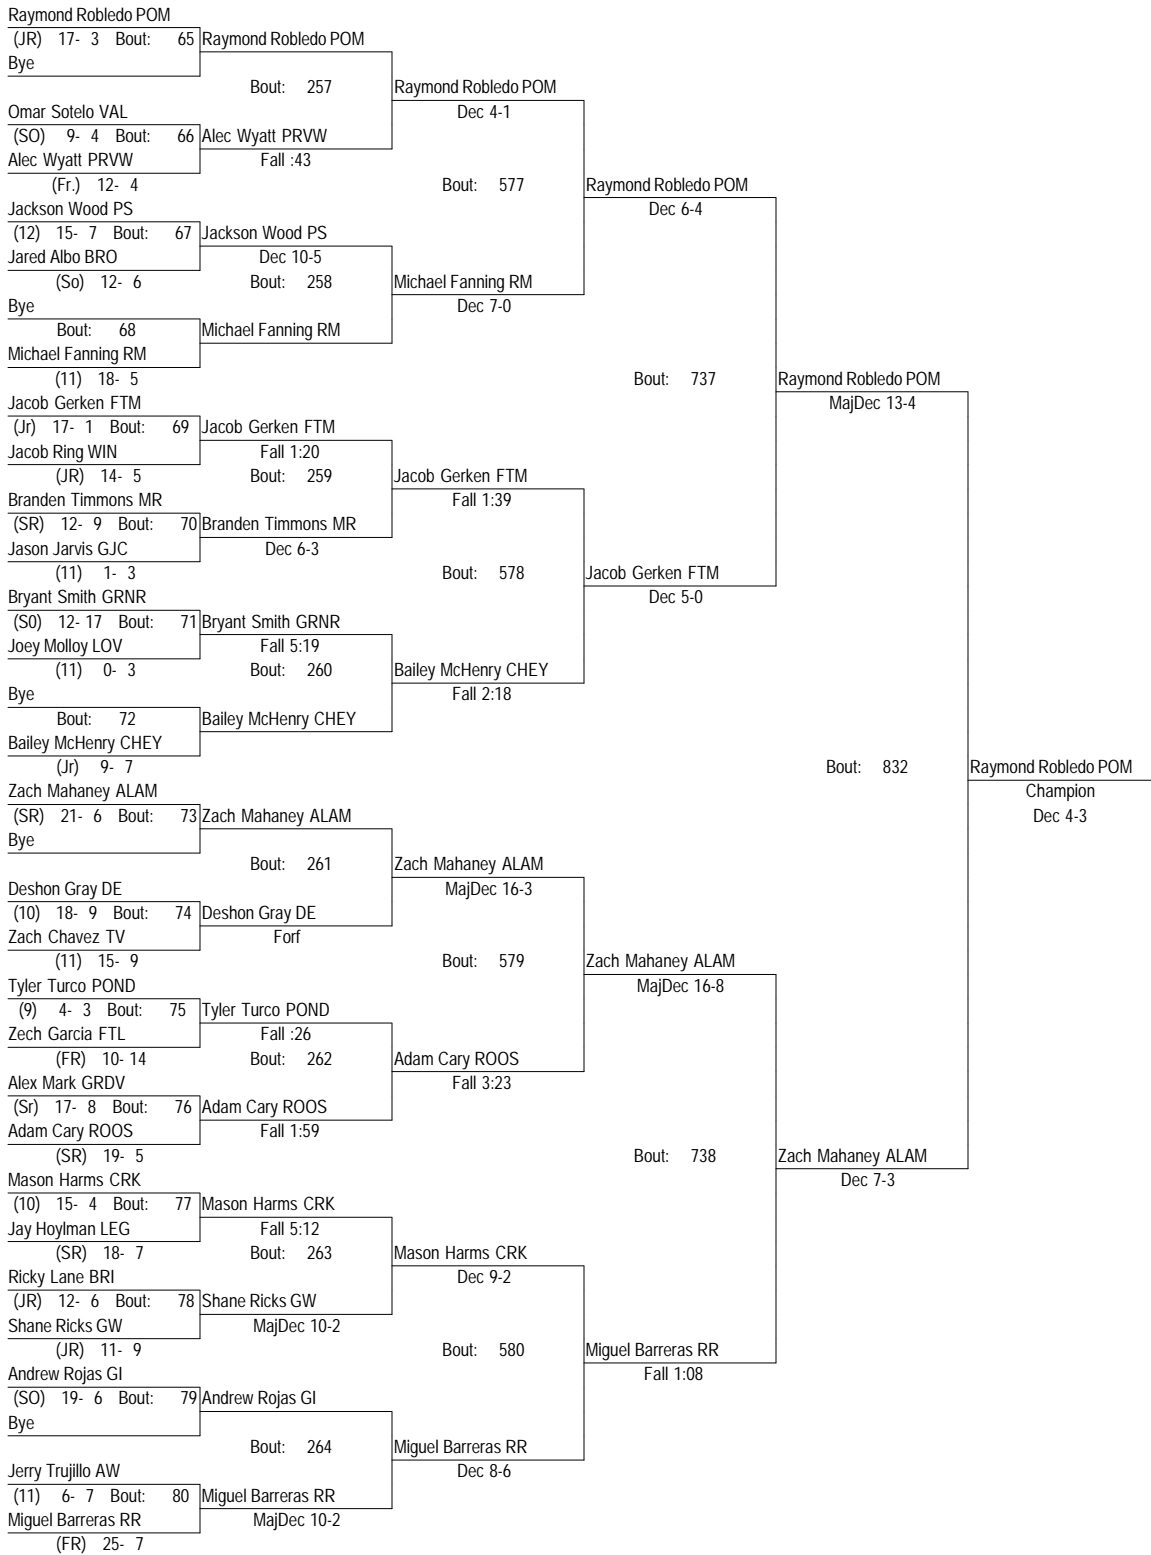 Raymond Robledo POM
(JR) 17- 3 Bout: 65 Raymond Robledo POM
Bye
Bout: 257 Raymond Robledo POM
Omar Sotelo VAL Dec 4-1
(SO) 9- 4 Bout: 66 Alec Wyatt PRVW
Alec Wyatt PRVW Fall :43
(Fr.) 12- 4 Bout: 577 Raymond Robledo POM
Jackson Wood PS Dec 6-4
(12) 15- 7 Bout: 67 Jackson Wood PS
Jared Albo BRO Dec 10-5
(So) 12- 6 Bout: 258 Michael Fanning RM
Bye Dec 7-0
Bout: 68 Michael Fanning RM
Michael Fanning RM
(11) 18- 5 Bout: 737 Raymond Robledo POM
Jacob Gerken FTM MajDec 13-4
(Jr) 17- 1 Bout: 69 Jacob Gerken FTM
Jacob Ring WIN Fall 1:20
(JR) 14- 5 Bout: 259 Jacob Gerken FTM
Branden Timmons MR Fall 1:39
(SR) 12- 9 Bout: 70 Branden Timmons MR
Jason Jarvis GJC Dec 6-3
(11) 1- 3 Bout: 578 Jacob Gerken FTM
Bryant Smith GRNR Dec 5-0
(S0) 12- 17 Bout: 71 Bryant Smith GRNR
Joey Molloy LOV Fall 5:19
(11) 0- 3 Bout: 260 Bailey McHenry CHEY
Bye Fall 2:18
Bout: 72 Bailey McHenry CHEY
Bailey McHenry CHEY
(Jr) 9- 7 Bout: 832 Raymond Robledo POM
Zach Mahaney ALAM Champion
(SR) 21- 6 Bout: 73 Zach Mahaney ALAM Dec 4-3
Bye
Bout: 261 Zach Mahaney ALAM
Deshon Gray DE MajDec 16-3
(10) 18- 9 Bout: 74 Deshon Gray DE
Zach Chavez TV Forf
(11) 15- 9 Bout: 579 Zach Mahaney ALAM
Tyler Turco POND MajDec 16-8
(9) 4- 3 Bout: 75 Tyler Turco POND
Zech Garcia FTL Fall :26
(FR) 10- 14 Bout: 262 Adam Cary ROOS
Alex Mark GRDV Fall 3:23
(Sr) 17- 8 Bout: 76 Adam Cary ROOS
Adam Cary ROOS Fall 1:59
(SR) 19- 5 Bout: 738 Zach Mahaney ALAM
Mason Harms CRK Dec 7-3
(10) 15- 4 Bout: 77 Mason Harms CRK
Jay Hoylman LEG Fall 5:12
(SR) 18- 7 Bout: 263 Mason Harms CRK
Ricky Lane BRI Dec 9-2
(JR) 12- 6 Bout: 78 Shane Ricks GW
Shane Ricks GW MajDec 10-2
(JR) 11- 9 Bout: 580 Miguel Barreras RR
Andrew Rojas GI Fall 1:08
(SO) 19- 6 Bout: 79 Andrew Rojas GI
Bye
Bout: 264 Miguel Barreras RR
Jerry Trujillo AW Dec 8-6
(11) 6- 7 Bout: 80 Miguel Barreras RR
Miguel Barreras RR MajDec 10-2
(FR) 25- 7